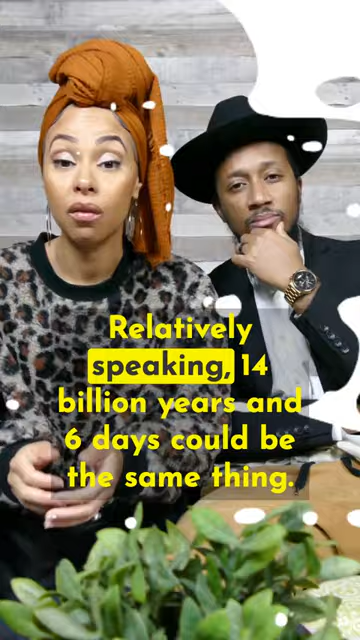 Relatively
speaking, 14
billion years and
6 days could be
the same thing.